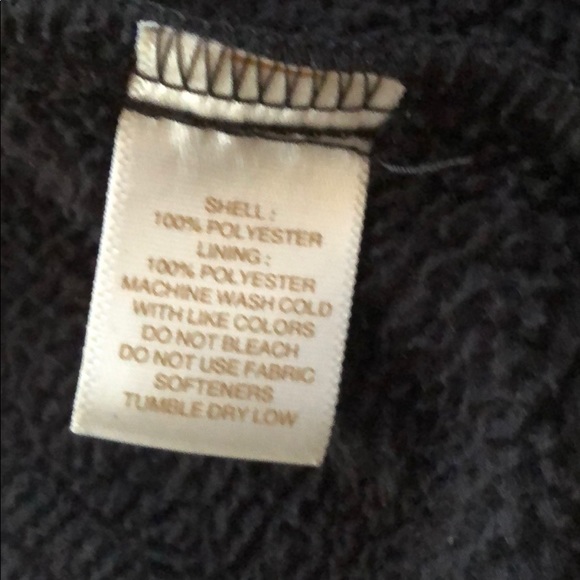 SHELL :
100% POLYESTER
LINING :
100% POLYESTER
MACHINE WASH COLD
WITH LIKE COLORS
DO NOT BLEACH
DO NOT USE FABRIC
SOFTENERS
TUMBLE DRY LOW